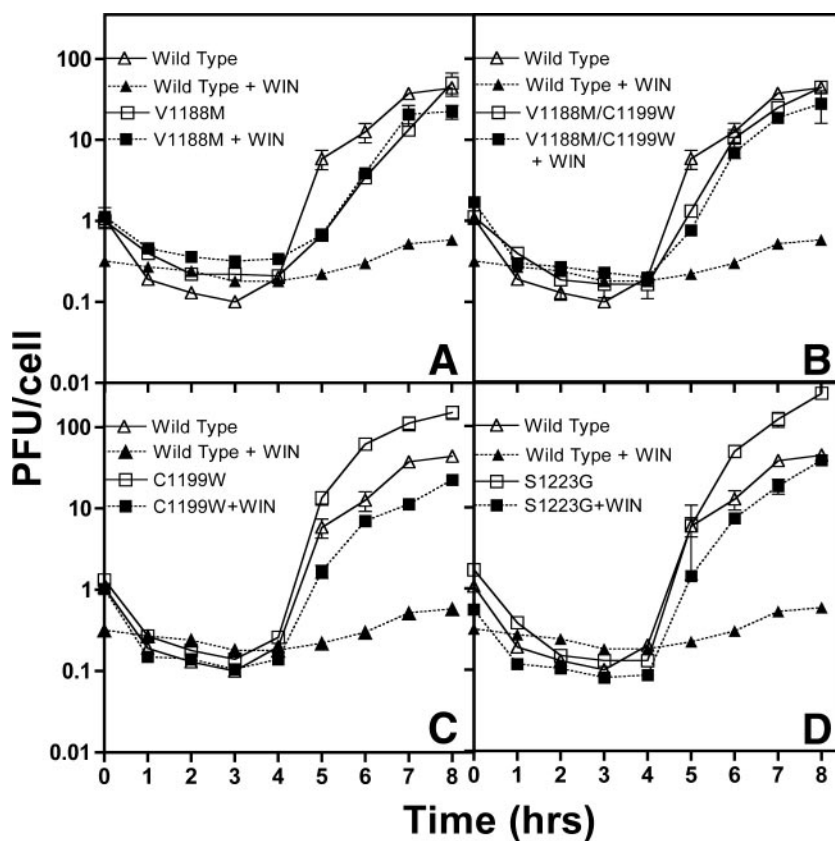 100
10
1
0.1
0.01
Wild Type
Wild Type + WIN
V1188M
V1188M + WIN
A
Wild Type
Wild Type + WIN
V1188M/C1199W
V1188M/C1199W
+ WIN
B
PFU/cell
100
10
1
0.1
0.01
Wild Type
Wild Type + WIN
C1199W
C1199W+WIN
C
Wild Type
Wild Type + WIN
S1223G
S1223G+WIN
D
0 1 2 3 4 5 6 7 8 0 1 2 3 4 5 6 7 8
Time (hrs)